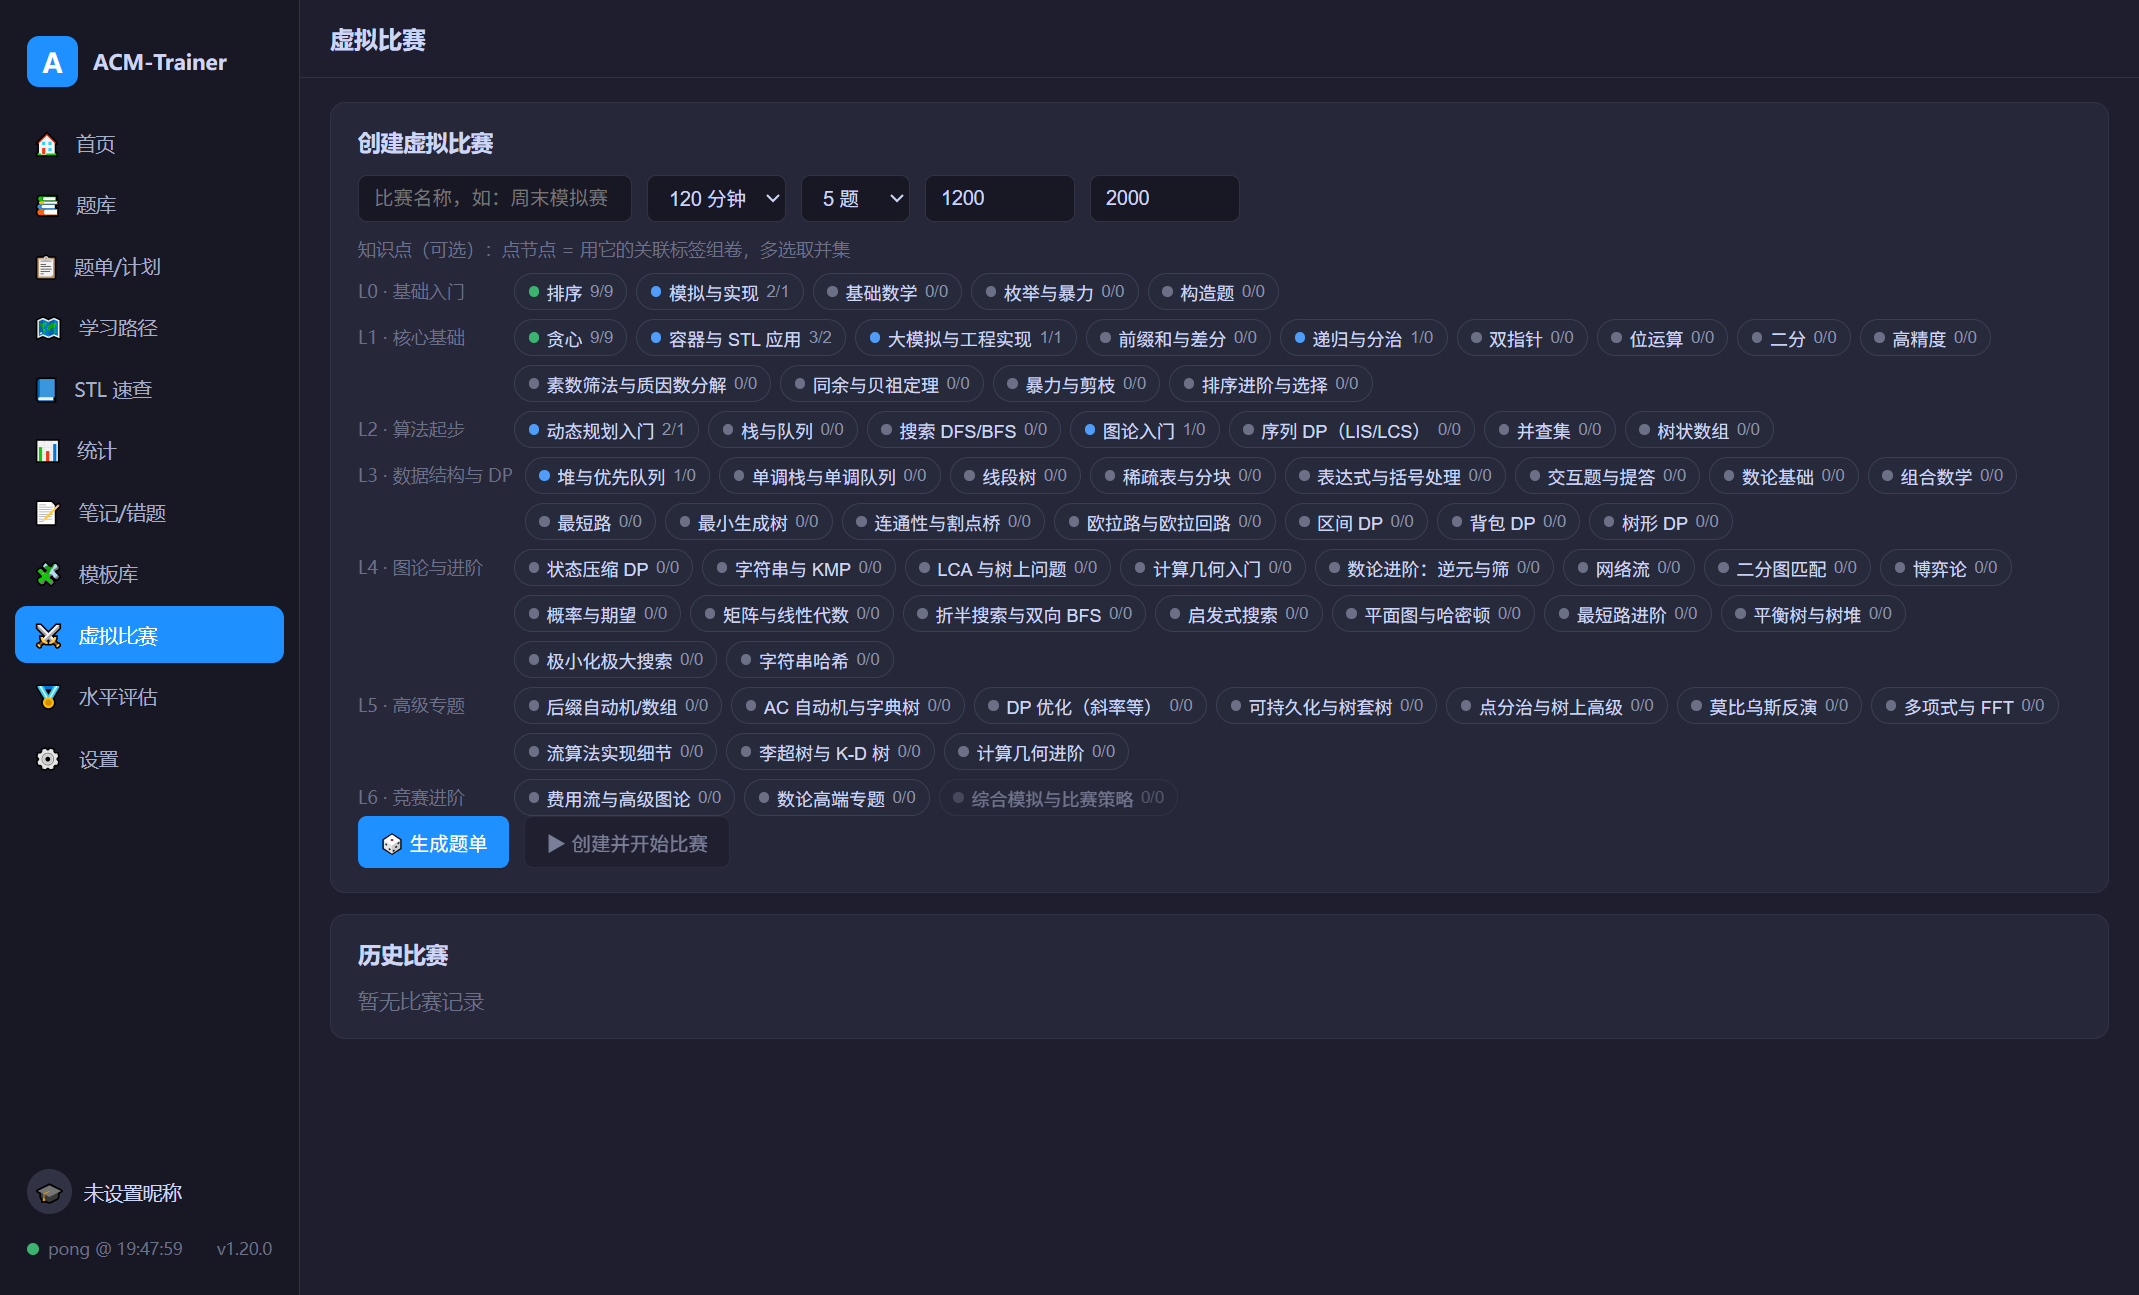 A ACM-Trainer
首页
题库
题单/计划
学习路径
STL 速查
统计
笔记/错题
模板库
虚拟比赛
水平评估
设置
未设置昵称
pong @ 19:47:59 v1.20.0
虚拟比赛
创建虚拟比赛
比赛名称，如：周末模拟赛 120 分钟 5 题 1200 2000
知识点（可选）：点节点 = 用它的关联标签组卷，多选取并集
L0 · 基础入门 排序 9/9 模拟与实现 2/1 基础数学 0/0 枚举与暴力 0/0 构造题 0/0
L1 · 核心基础 贪心 9/9 容器与 STL 应用 3/2 大模拟与工程实现 1/1 前缀和与差分 0/0 递归与分治 1/0 双指针 0/0 位运算 0/0 二分 0/0 高精度 0/0
素数筛法与质因数分解 0/0 同余与贝祖定理 0/0 暴力与剪枝 0/0 排序进阶与选择 0/0
L2 · 算法起步 动态规划入门 2/1 栈与队列 0/0 搜索 DFS/BFS 0/0 图论入门 1/0 序列 DP（LIS/LCS） 0/0 并查集 0/0 树状数组 0/0
L3 · 数据结构与 DP 堆与优先队列 1/0 单调栈与单调队列 0/0 线段树 0/0 稀疏表与分块 0/0 表达式与括号处理 0/0 交互题与提答 0/0 数论基础 0/0 组合数学 0/0
最短路 0/0 最小生成树 0/0 连通性与割点桥 0/0 欧拉路与欧拉回路 0/0 区间 DP 0/0 背包 DP 0/0 树形 DP 0/0
L4 · 图论与进阶 状态压缩 DP 0/0 字符串与 KMP 0/0 LCA 与树上问题 0/0 计算几何入门 0/0 数论进阶：逆元与筛 0/0 网络流 0/0 二分图匹配 0/0 博弈论 0/0
概率与期望 0/0 矩阵与线性代数 0/0 折半搜索与双向 BFS 0/0 启发式搜索 0/0 平面图与哈密顿 0/0 最短路进阶 0/0 平衡树与树堆 0/0
极小化极大搜索 0/0 字符串哈希 0/0
L5 · 高级专题 后缀自动机/数组 0/0 AC 自动机与字典树 0/0 DP 优化（斜率等） 0/0 可持久化与树套树 0/0 点分治与树上高级 0/0 莫比乌斯反演 0/0 多项式与 FFT 0/0
流算法实现细节 0/0 李超树与 K-D 树 0/0 计算几何进阶 0/0
L6 · 竞赛进阶 费用流与高级图论 0/0 数论高端专题 0/0 综合模拟与比赛策略 0/0
生成题单 ▶ 创建并开始比赛
历史比赛
暂无比赛记录